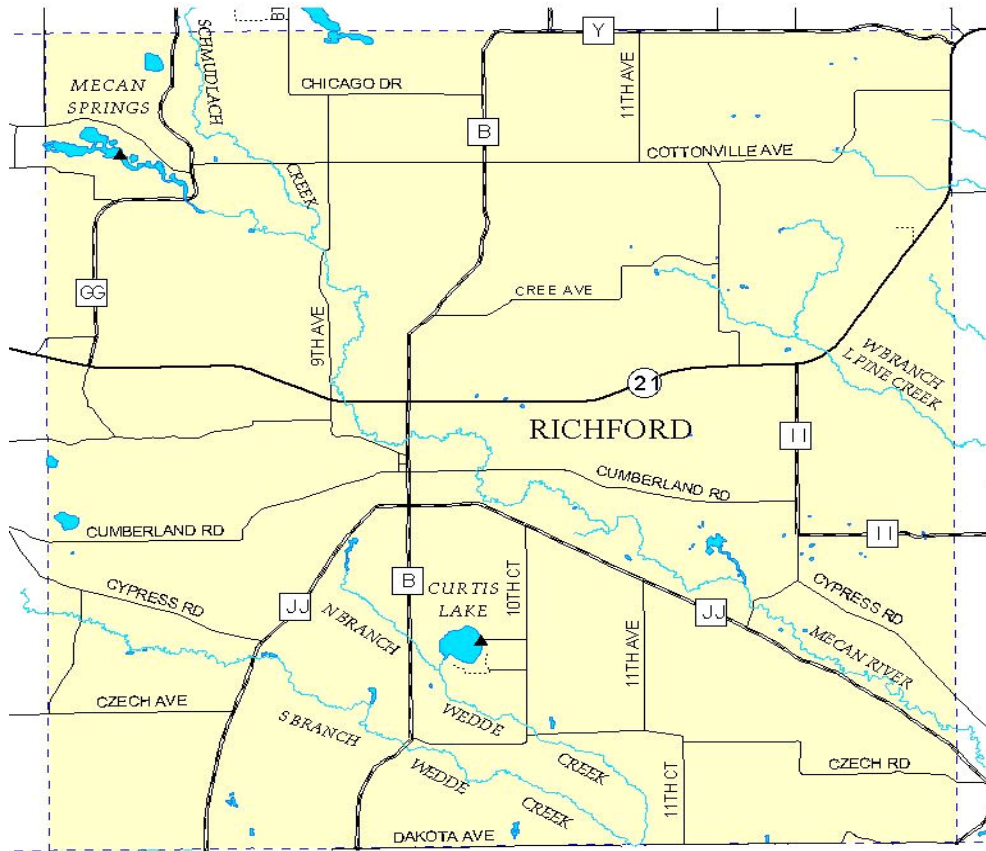 BT
Y
SCHMUDLACH
11TH AVE
MECAN
SPRINGS
CHICAGO DR
B
COTTONVILLE AVE
CREEK
GG
CREE AVE
9TH AVE
W BRANCH
L PINE CREEK
21
RICHFORD
II
CUMBERLAND RD
CUMBERLAND RD
II
CYPRESS RD
B
CURTIS
LAKE
10TH CT
CYPRESS RD
JJ
JJ
N BRANCH
11TH AVE
MECAN RIVER
CZECH AVE
S BRANCH
WEDDE
CREEK
WEDDE
CREEK
11TH CT
CZECH RD
DAKOTA AVE